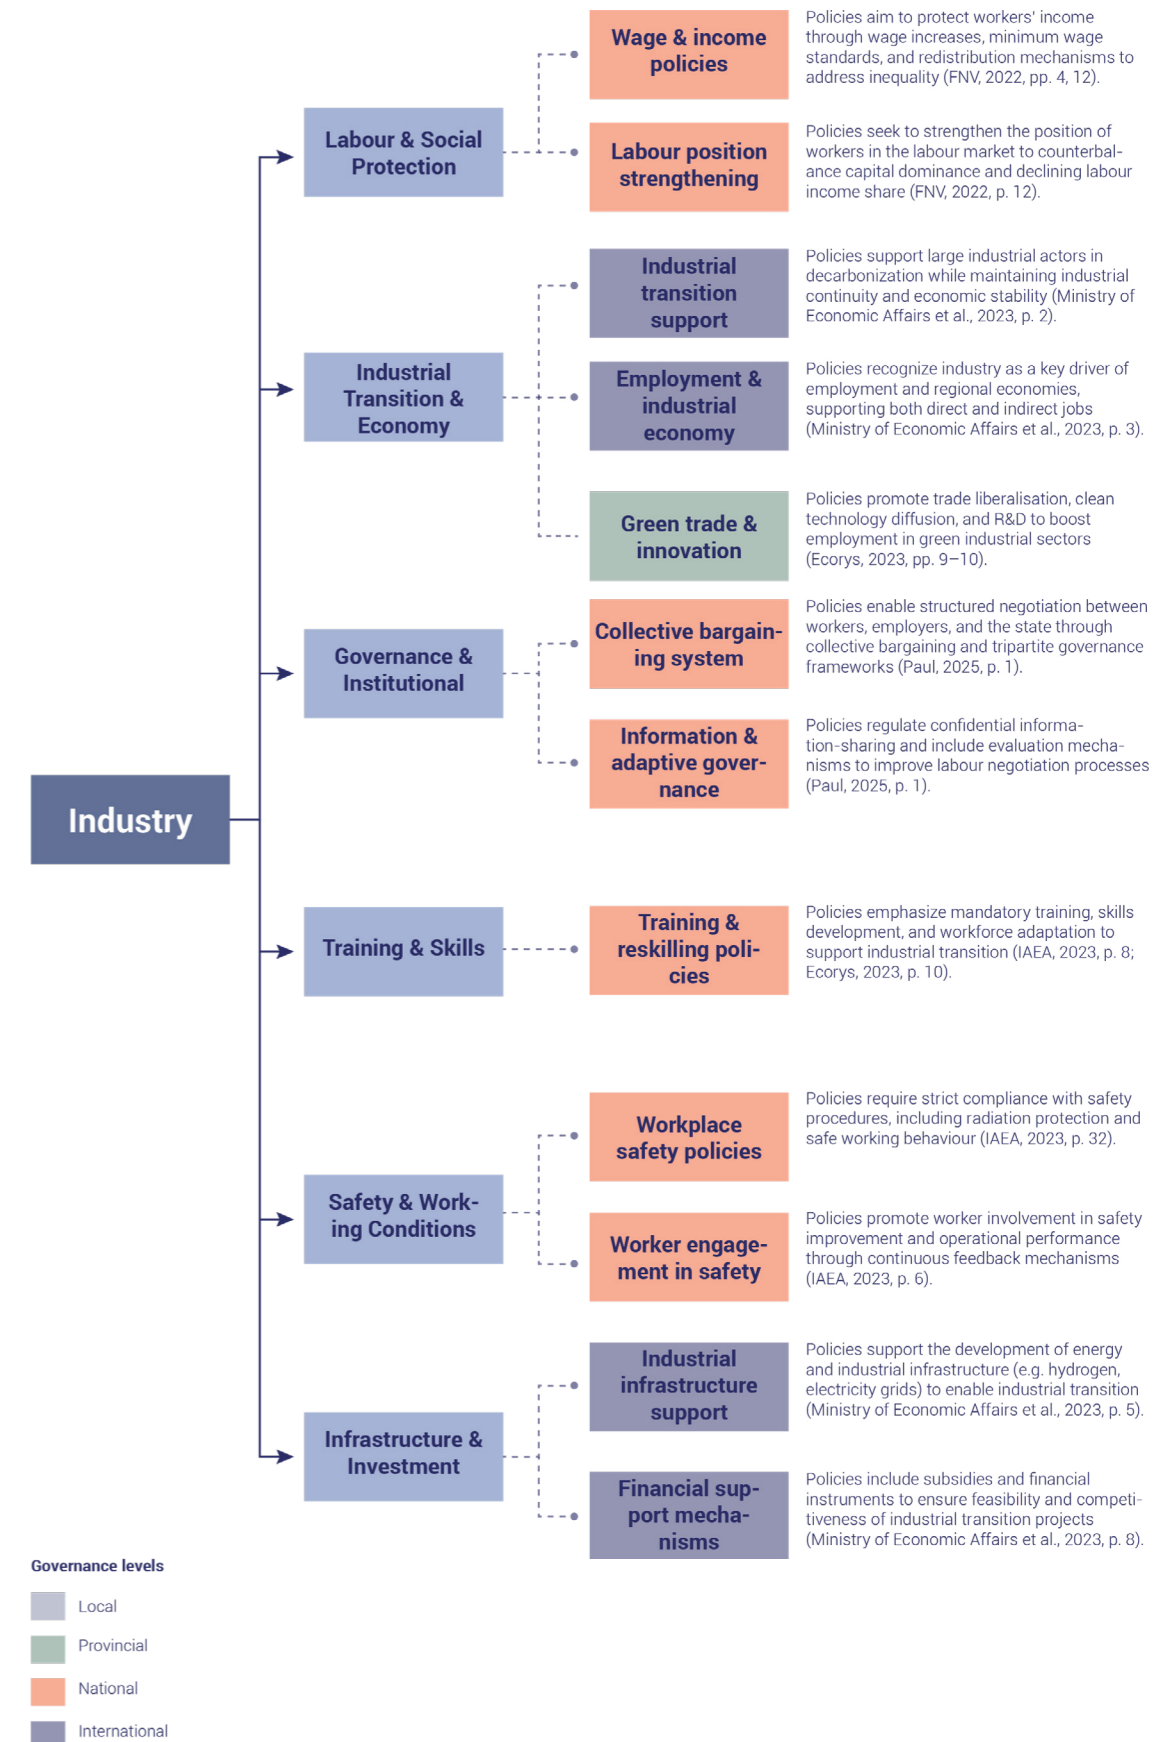 Wage & income
policies
Policies aim to protect workers' income
through wage increases, minimum wage
standards, and redistribution mechanisms to
address inequality (FNV, 2022, pp. 4, 12).
Labour & Social
Protection
Labour position
strengthening
Policies seek to strengthen the position of
workers in the labour market to counterbal-
ance capital dominance and declining labour
income share (FNV, 2022, p. 12).
Industrial
transition
support
Policies support large industrial actors in
decarbonization while maintaining industrial
continuity and economic stability (Ministry of
Economic Affairs et al., 2023, p. 2).
Industrial
Transition &
Economy
Employment &
industrial
economy
Policies recognize industry as a key driver of
employment and regional economies,
supporting both direct and indirect jobs
(Ministry of Economic Affairs et al., 2023, p. 3).
Green trade &
innovation
Policies promote trade liberalisation, clean
technology diffusion, and R&D to boost
employment in green industrial sectors
(Ecorys, 2023, pp. 9–10).
Governance &
Institutional
Collective bargain-
ing system
Policies enable structured negotiation between
workers, employers, and the state through
collective bargaining and tripartite governance
frameworks (Paul, 2025, p. 1).
Information &
adaptive gover-
nance
Policies regulate confidential informa-
tion-sharing and include evaluation mecha-
nisms to improve labour negotiation processes
(Paul, 2025, p. 1).
Industry
Training & Skills
Training &
reskilling poli-
cies
Policies emphasize mandatory training, skills
development, and workforce adaptation to
support industrial transition (IAEA, 2023, p. 8;
Ecorys, 2023, p. 10).
Workplace
safety policies
Policies require strict compliance with safety
procedures, including radiation protection and
safe working behaviour (IAEA, 2023, p. 32).
Safety & Work-
ing Conditions
Worker engage-
ment in safety
Policies promote worker involvement in safety
improvement and operational performance
through continuous feedback mechanisms
(IAEA, 2023, p. 6).
Industrial
infrastructure
support
Policies support the development of energy
and industrial infrastructure (e.g. hydrogen,
electricity grids) to enable industrial transition
(Ministry of Economic Affairs et al., 2023, p. 5).
Infrastructure &
Investment
Financial sup-
port mecha-
nisms
Policies include subsidies and financial
instruments to ensure feasibility and competi-
tiveness of industrial transition projects
(Ministry of Economic Affairs et al., 2023, p. 8).
Governance levels
Local
Provincial
National
International